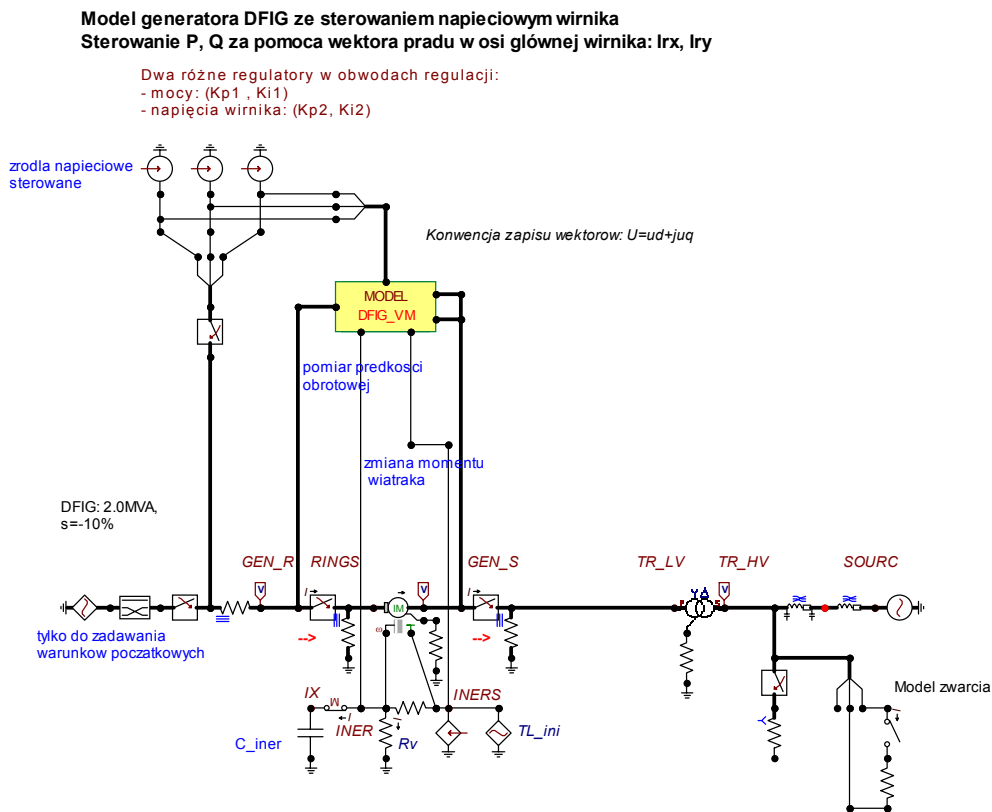 Model generatora DFIG ze sterowaniem napieciowym wirnika
Sterowanie P, Q za pomoca wektora pradu w osi glównej wirnika: Irx, Iry
Dwa różne regulatory w obwodach regulacji:
- mocy: (Kp1 , Ki1)
- napięcia wirnika: (Kp2, Ki2)
zrodla napieciowe
sterowane
Konwencja zapisu wektorow: U=ud+juq
MODEL
DFIG_VM
pomiar predkosci
obrotowej
zmiana momentu
wiatraka
DFIG: 2.0MVA,
s=-10%
GEN_R
RINGS
GEN_S
TR_LV
TR_HV
SOURC
V
V
V
I
IM
I
Y Δ
ω
T
-->
-->
tylko do zadawania
warunkow poczatkowych
Model zwarcia
IX
M
I
INER
INERS
C_iner
Rv
I
TL_ini
I
Y